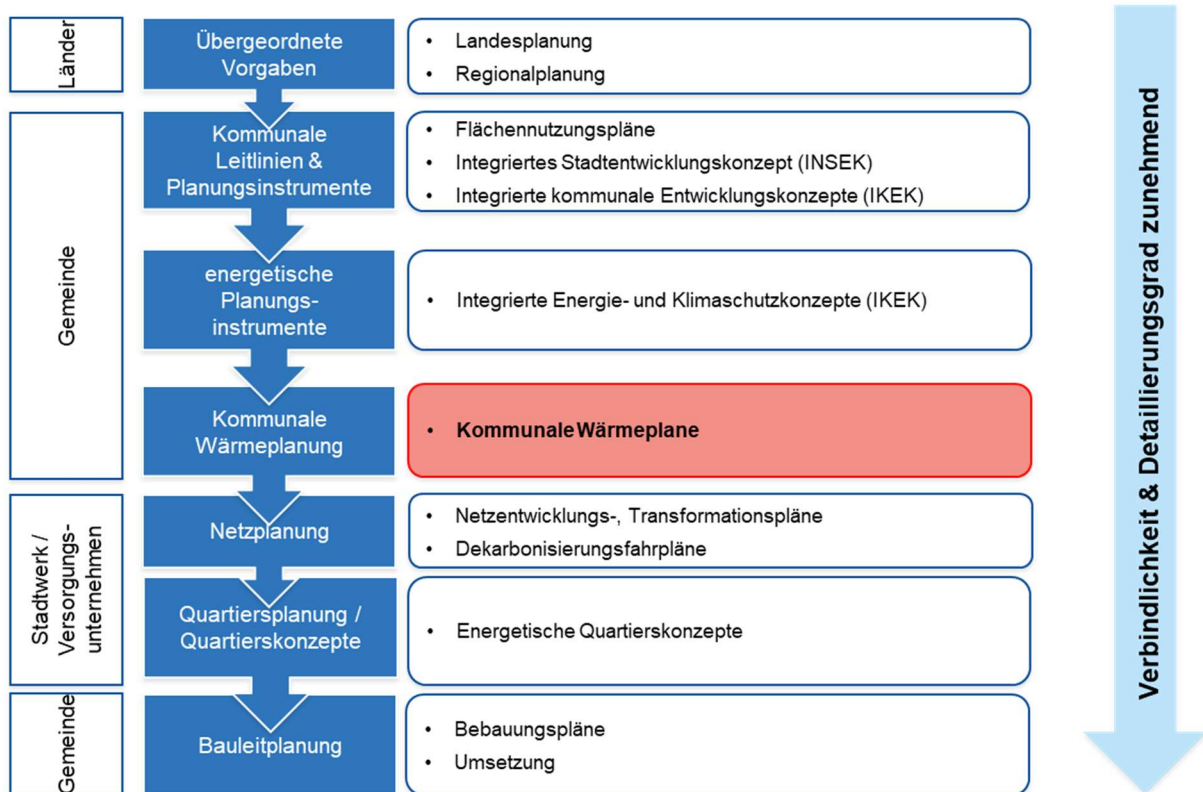 Länder
Übergeordnete
Vorgaben
• Landesplanung
• Regionalplanung
Gemeinde
Kommunale
Leitlinien &
Planungsinstrumente
• Flächennutzungspläne
• Integriertes Stadtentwicklungskonzept (INSEK)
• Integrierte kommunale Entwicklungskonzepte (IKEK)
energetische
Planungs-
instrumente
• Integrierte Energie- und Klimaschutzkonzepte (IKEK)
Kommunale
Wärmeplanung
• Kommunale Wärmeplane
Stadtwerk /
Versorgungs-
unternehmen
Netzplanung
• Netzentwicklungs-, Transformationspläne
• Dekarbonisierungsfahrpläne
Quartiersplanung /
Quartierskonzepte
• Energetische Quartierskonzepte
Gemeinde
Bauleitplanung
• Bebauungspläne
• Umsetzung
Verbindlichkeit & Detaillierungsgrad zunehmend